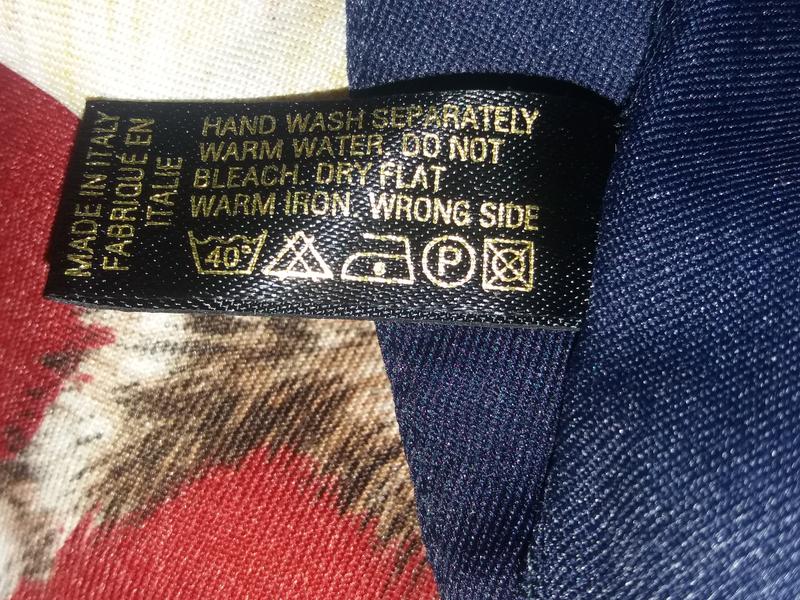 MADE IN ITALY
FABRIQUÉ EN
ITALIE
HAND WASH SEPARATELY
WARM WATER. DO NOT
BLEACH. DRY FLAT
WARM IRON. WRONG SIDE
40°
P